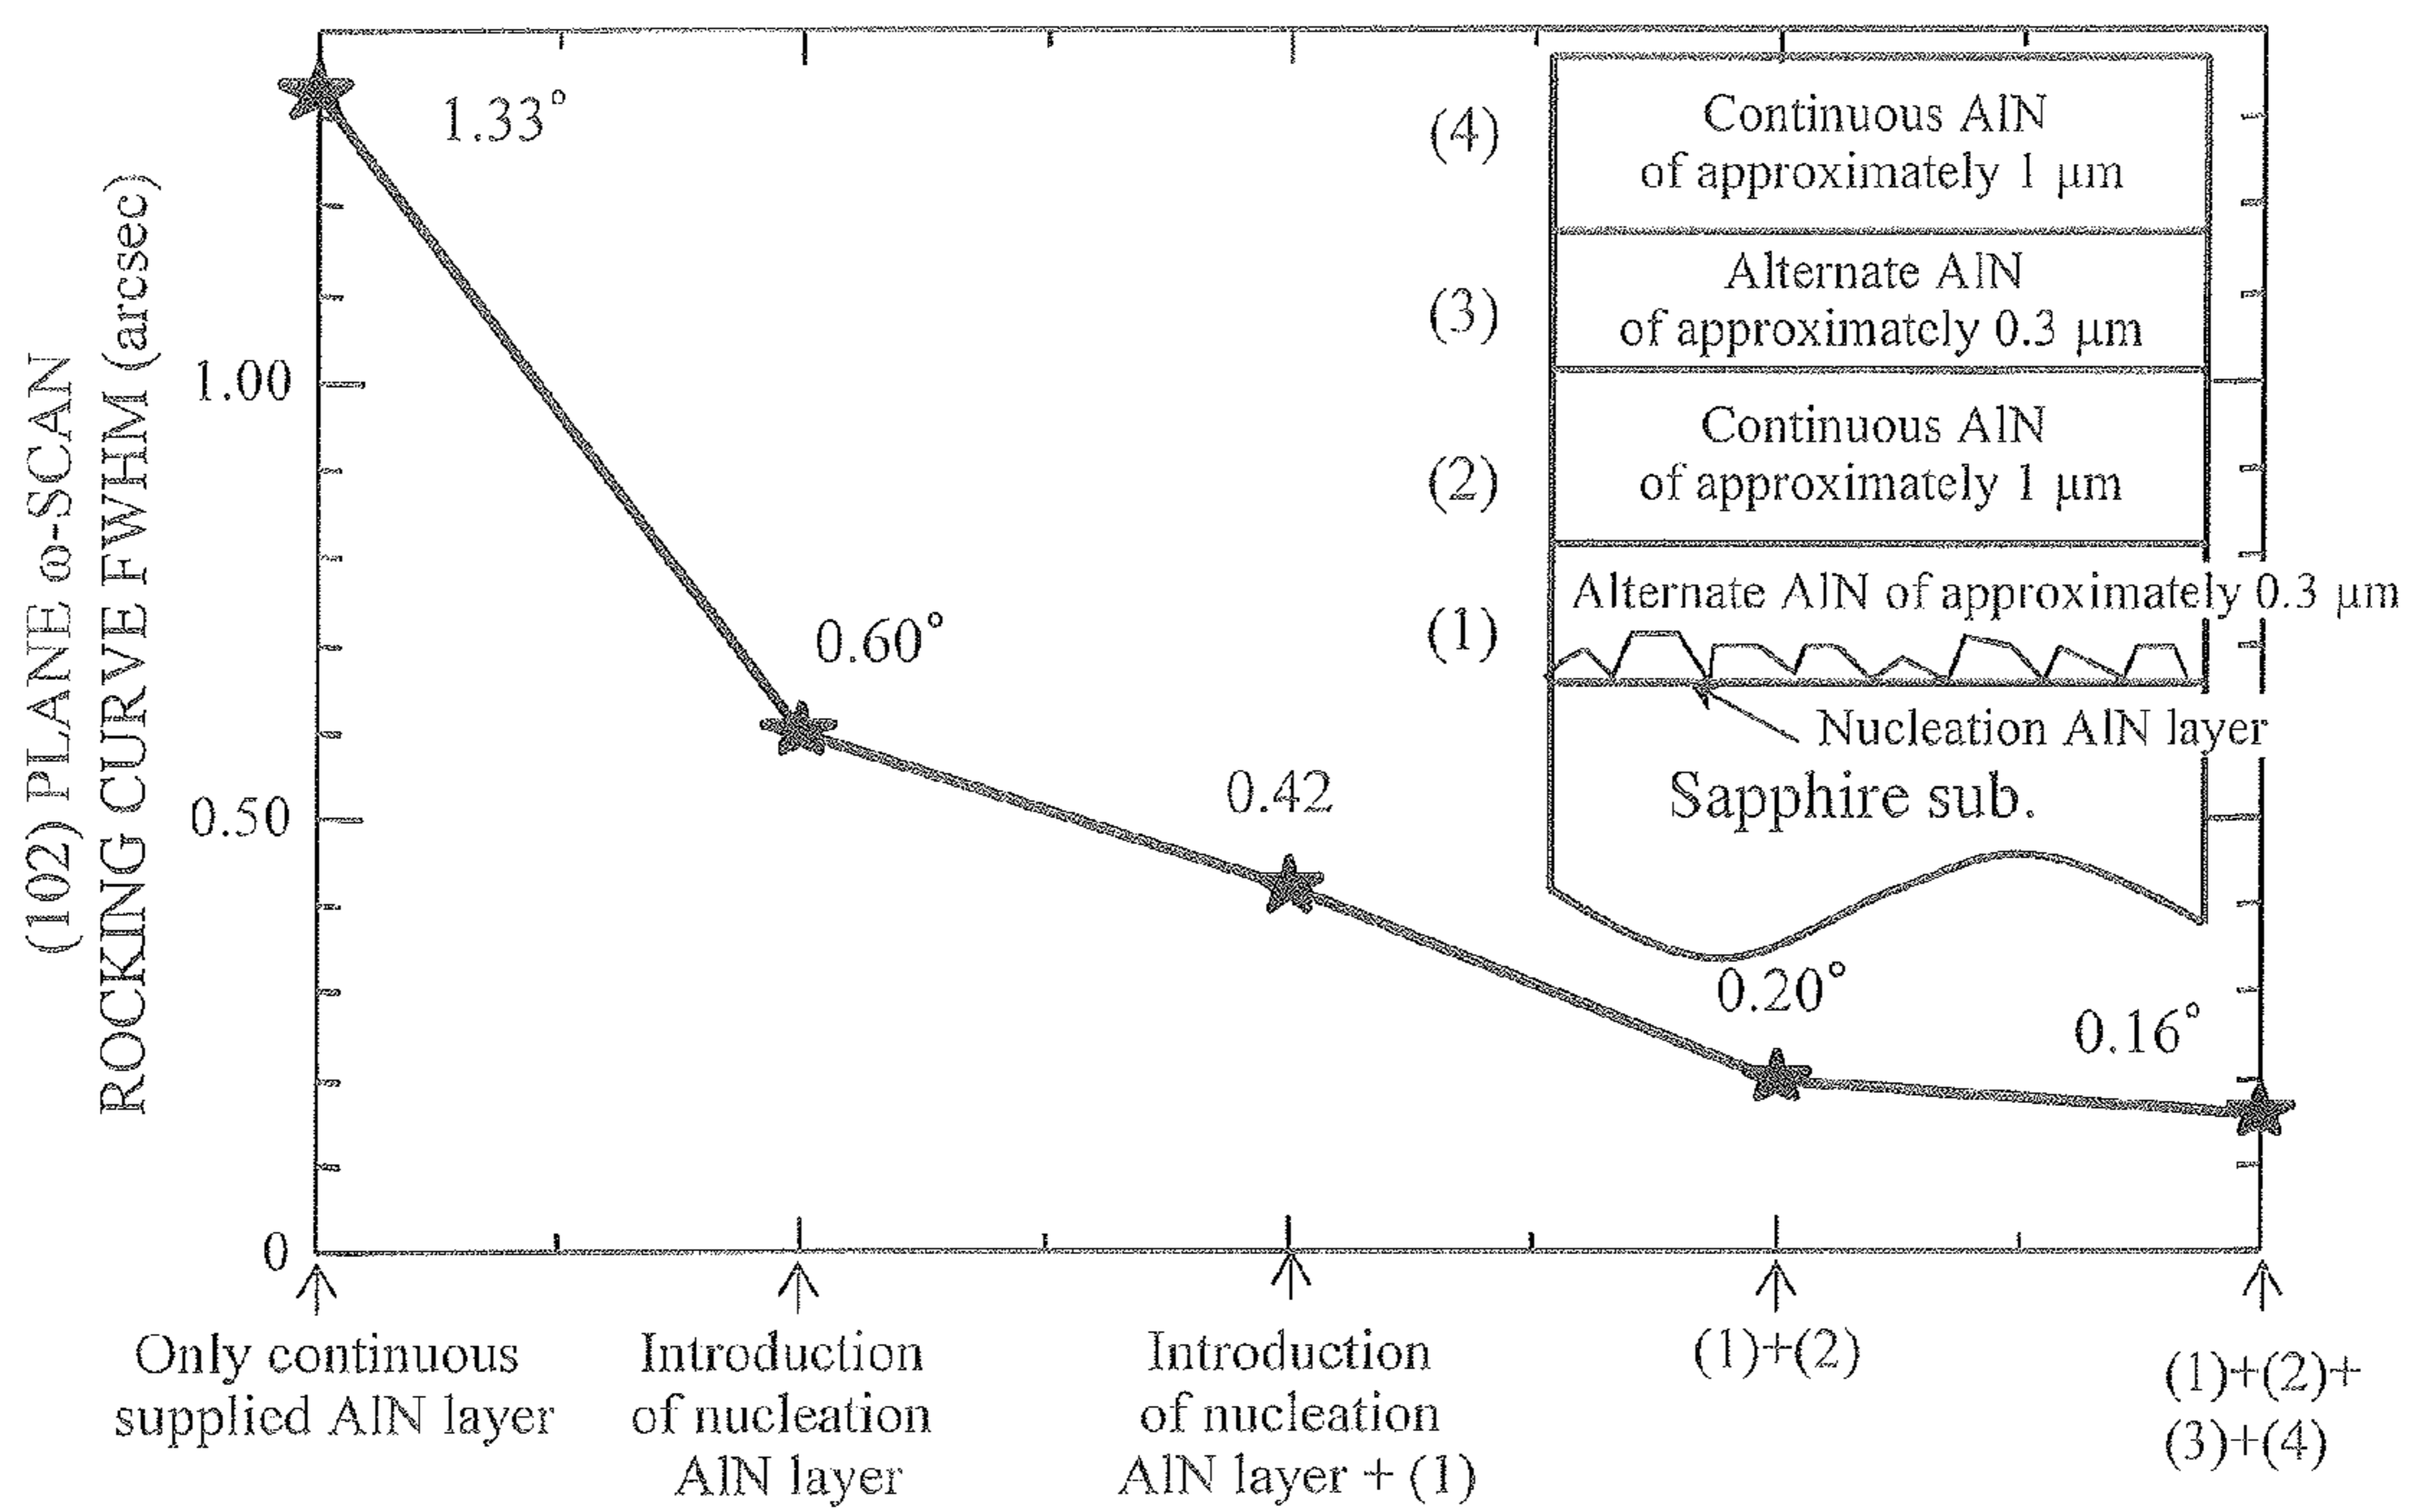 (102) PLANE ω-SCAN
ROCKING CURVE FWHM (arcsec)
1.00
0.50
0
1.33°
0.60°
0.42
0.20°
0.16°
(4)
Continuous AlN
of approximately 1 μm
(3)
Alternate AlN
of approximately 0.3 μm
(2)
Continuous AlN
of approximately 1 μm
(1)
Alternate AlN of approximately 0.3 μm
Nucleation AlN layer
Sapphire sub.
Only continuous
supplied AlN layer
Introduction
of nucleation
AlN layer
Introduction
of nucleation
AlN layer + (1)
(1)+(2)
(1)+(2)+
(3)+(4)